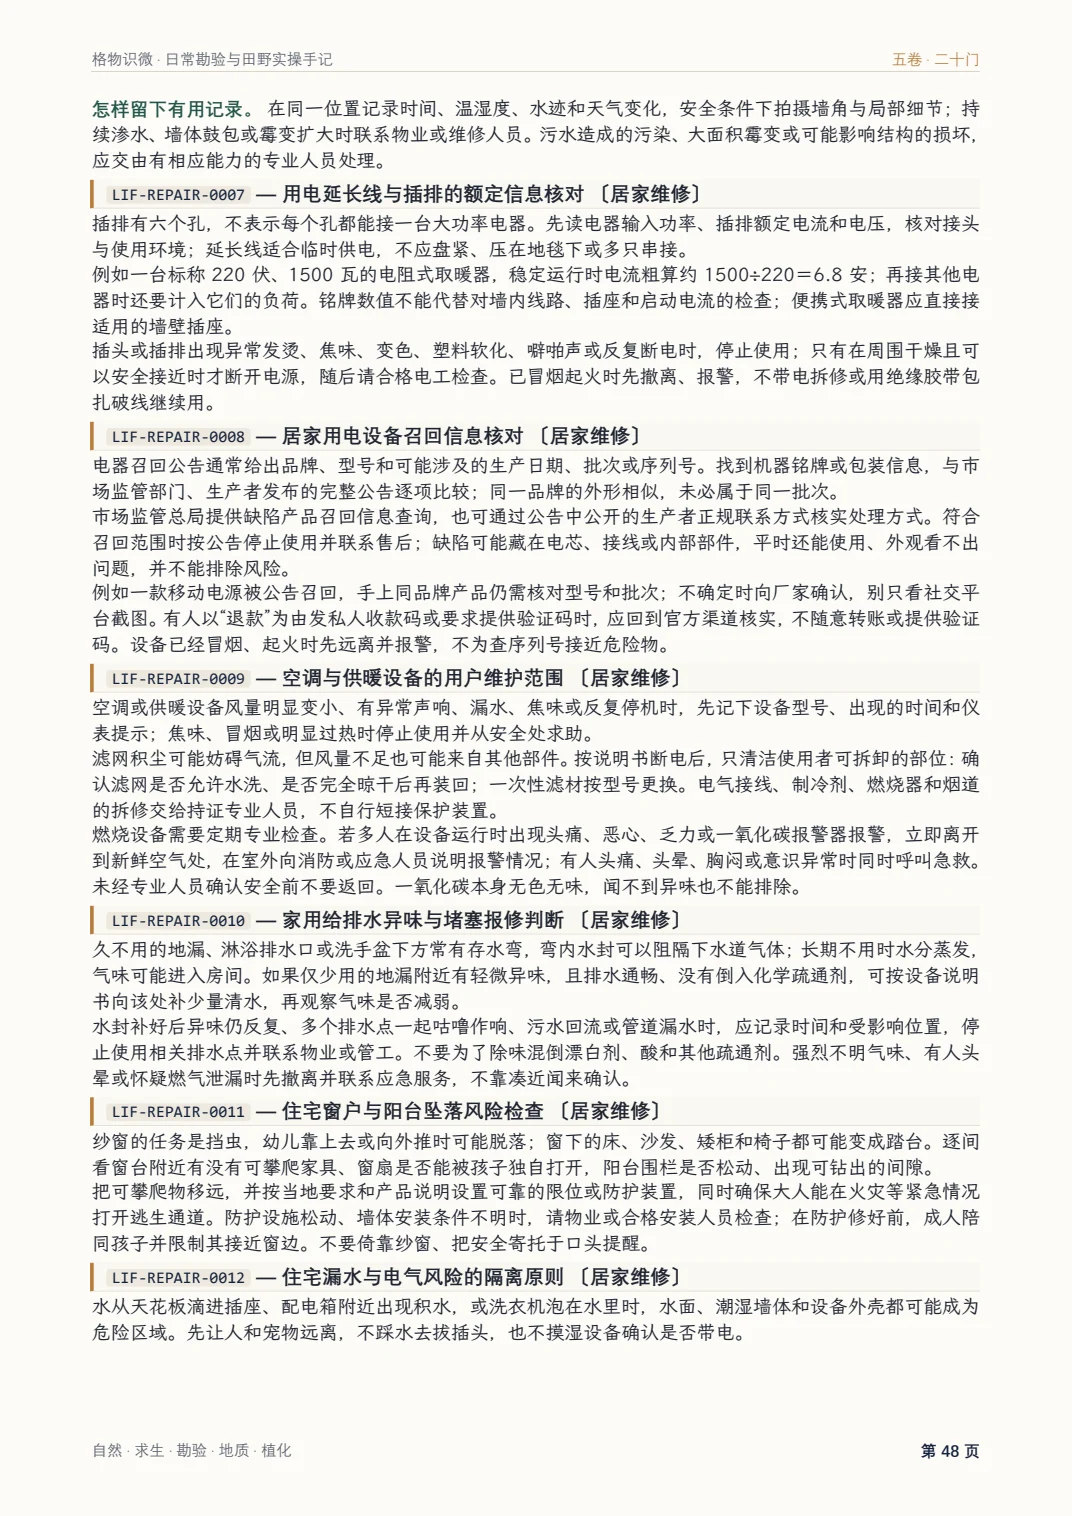 格物识微 · 日常勘验与田野实操手记
五卷 · 二十门
怎样留下有用记录。 在同一位置记录时间、温湿度、水迹和天气变化，安全条件下拍摄墙角与局部细节；持
续渗水、墙体鼓包或霉变扩大时联系物业或维修人员。污水造成的污染、大面积霉变或可能影响结构的损坏，
应交由有相应能力的专业人员处理。
LIF-REPAIR-0007 — 用电延长线与插排的额定信息核对 〔居家维修〕
插排有六个孔，不表示每个孔都能接一台大功率电器。先读电器输入功率、插排额定电流和电压，核对接头
与使用环境；延长线适合临时供电，不应盘紧、压在地毯下或多只串接。
例如一台标称 220 伏、1500 瓦的电阻式取暖器，稳定运行时电流粗算约 1500÷220＝6.8 安；再接其他电
器时还要计入它们的负荷。铭牌数值不能代替对墙内线路、插座和启动电流的检查；便携式取暖器应直接接
适用的墙壁插座。
插头或插排出现异常发烫、焦味、变色、塑料软化、噼啪声或反复断电时，停止使用；只有在周围干燥且可
以安全接近时才断开电源，随后请合格电工检查。已冒烟起火时先撤离、报警，不带电拆修或用绝缘胶带包
扎破线继续用。
LIF-REPAIR-0008 — 居家用电设备召回信息核对 〔居家维修〕
电器召回公告通常给出品牌、型号和可能涉及的生产日期、批次或序列号。找到机器铭牌或包装信息，与市
场监管部门、生产者发布的完整公告逐项比较；同一品牌的外形相似，未必属于同一批次。
市场监管总局提供缺陷产品召回信息查询，也可通过公告中公开的生产者正规联系方式核实处理方式。符合
召回范围时按公告停止使用并联系售后；缺陷可能藏在电芯、接线或内部部件，平时还能使用、外观看不出
问题，并不能排除风险。
例如一款移动电源被公告召回，手上同品牌产品仍需核对型号和批次；不确定时向厂家确认，别只看社交平
台截图。有人以“退款”为由发私人收款码或要求提供验证码时，应回到官方渠道核实，不随意转账或提供验证
码。设备已经冒烟、起火时先远离并报警，不为查序列号接近危险物。
LIF-REPAIR-0009 — 空调与供暖设备的用户维护范围 〔居家维修〕
空调或供暖设备风量明显变小、有异常声响、漏水、焦味或反复停机时，先记下设备型号、出现的时间和仪
表提示；焦味、冒烟或明显过热时停止使用并从安全处求助。
滤网积尘可能妨碍气流，但风量不足也可能来自其他部件。按说明书断电后，只清洁使用者可拆卸的部位：确
认滤网是否允许水洗、是否完全晾干后再装回；一次性滤材按型号更换。电气接线、制冷剂、燃烧器和烟道
的拆修交给持证专业人员，不自行短接保护装置。
燃烧设备需要定期专业检查。若多人在设备运行时出现头痛、恶心、乏力或一氧化碳报警器报警，立即离开
到新鲜空气处，在室外向消防或应急人员说明报警情况；有人头痛、头晕、胸闷或意识异常时同时呼叫急救。
未经专业人员确认安全前不要返回。一氧化碳本身无色无味，闻不到异味也不能排除。
LIF-REPAIR-0010 — 家用给排水异味与堵塞报修判断 〔居家维修〕
久不用的地漏、淋浴排水口或洗手盆下方常有存水弯，弯内水封可以阻隔下水道气体；长期不用时水分蒸发，
气味可能进入房间。如果仅少用的地漏附近有轻微异味，且排水通畅、没有倒入化学疏通剂，可按设备说明
书向该处补少量清水，再观察气味是否减弱。
水封补好后异味仍反复、多个排水点一起咕噜作响、污水回流或管道漏水时，应记录时间和受影响位置，停
止使用相关排水点并联系物业或管工。不要为了除味混倒漂白剂、酸和其他疏通剂。强烈不明气味、有人头
晕或怀疑燃气泄漏时先撤离并联系应急服务，不靠凑近闻来确认。
LIF-REPAIR-0011 — 住宅窗户与阳台坠落风险检查 〔居家维修〕
纱窗的任务是挡虫，幼儿靠上去或向外推时可能脱落；窗下的床、沙发、矮柜和椅子都可能变成踏台。逐间
看窗台附近有没有可攀爬家具、窗扇是否能被孩子独自打开，阳台围栏是否松动、出现可钻出的间隙。
把可攀爬物移远，并按当地要求和产品说明设置可靠的限位或防护装置，同时确保大人能在火灾等紧急情况
打开逃生通道。防护设施松动、墙体安装条件不明时，请物业或合格安装人员检查；在防护修好前，成人陪
同孩子并限制其接近窗边。不要倚靠纱窗、把安全寄托于口头提醒。
LIF-REPAIR-0012 — 住宅漏水与电气风险的隔离原则 〔居家维修〕
水从天花板滴进插座、配电箱附近出现积水，或洗衣机泡在水里时，水面、潮湿墙体和设备外壳都可能成为
危险区域。先让人和宠物远离，不踩水去拔插头，也不摸湿设备确认是否带电。
自然 · 求生 · 勘验 · 地质 · 植化
第 48 页